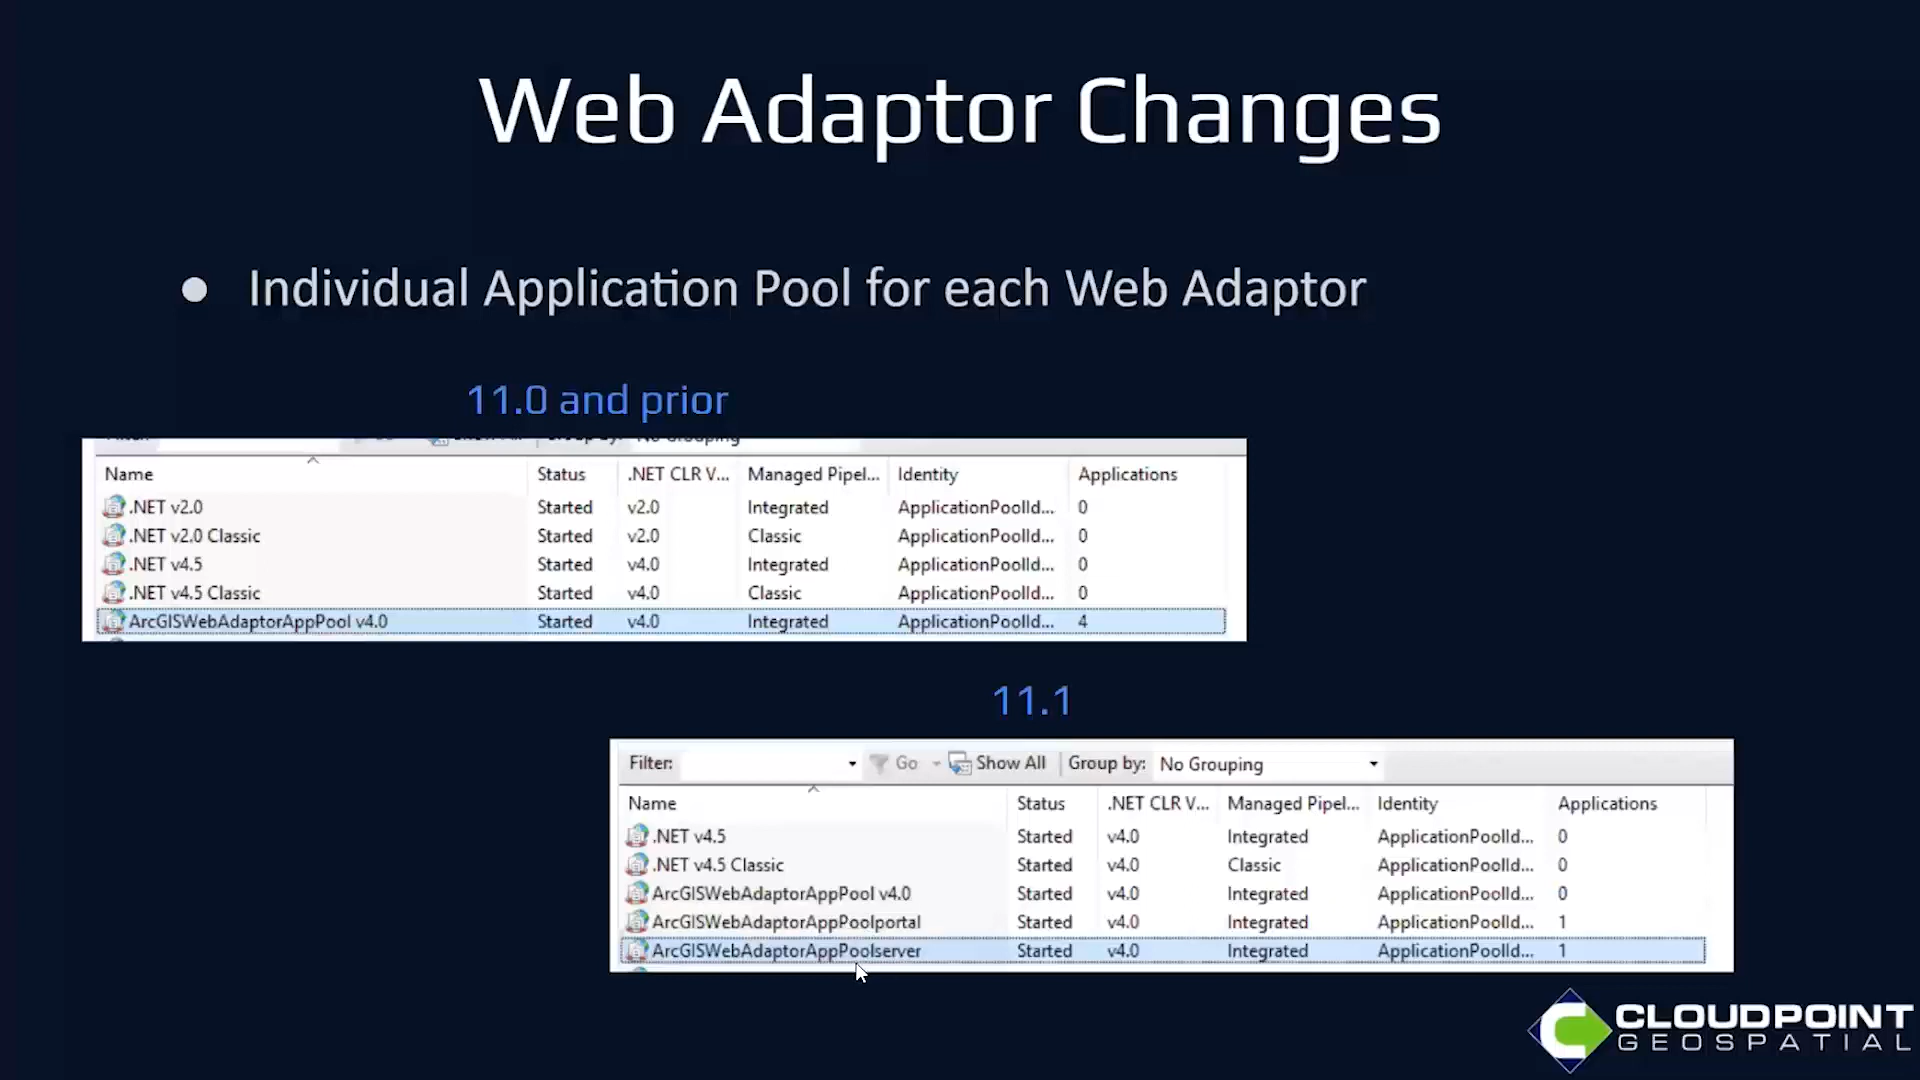 Web Adaptor Changes
● Individual Application Pool for each Web Adaptor
11.0 and prior
No Grouping
Name Status .NET CLR V... Managed Pipel... Identity Applications
.NET v2.0 Started v2.0 Integrated ApplicationPoolId... 0
.NET v2.0 Classic Started v2.0 Classic ApplicationPoolId... 0
.NET v4.5 Started v4.0 Integrated ApplicationPoolId... 0
.NET v4.5 Classic Started v4.0 Classic ApplicationPoolId... 0
ArcGISWebAdaptorAppPool v4.0 Started v4.0 Integrated ApplicationPoolId... 4
11.1
Filter: Go Show All Group by: No Grouping
Name Status .NET CLR V... Managed Pipel... Identity Applications
.NET v4.5 Started v4.0 Integrated ApplicationPoolId... 0
.NET v4.5 Classic Started v4.0 Classic ApplicationPoolId... 0
ArcGISWebAdaptorAppPool v4.0 Started v4.0 Integrated ApplicationPoolId... 0
ArcGISWebAdaptorAppPoolportal Started v4.0 Integrated ApplicationPoolId... 1
ArcGISWebAdaptorAppPoolserver Started v4.0 Integrated ApplicationPoolId... 1
CLOUDPOINT
GEOSPATIAL